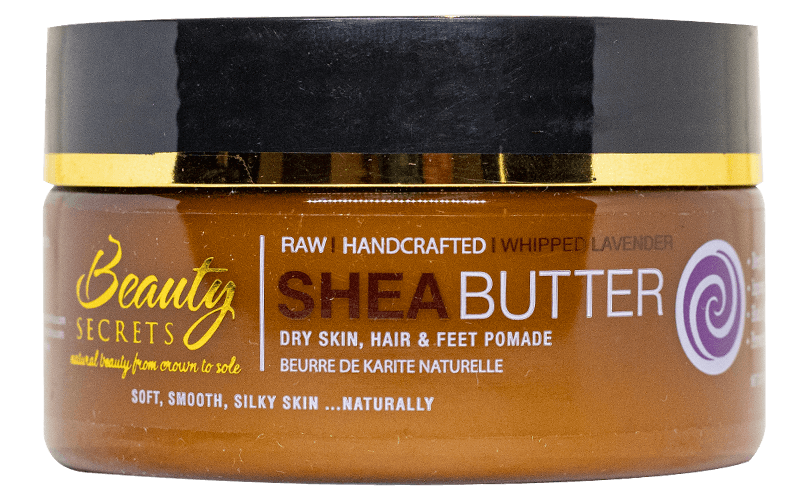 Beauty
SECRETS
natural beauty from crown to sole
RAW | HANDCRAFTED | WHIPPED LAVENDER
SHEA BUTTER
DRY SKIN, HAIR & FEET POMADE
BEURRE DE KARITE NATURELLE
SOFT, SMOOTH, SILKY SKIN ...NATURALLY